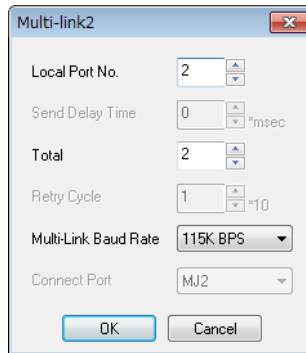 Multi-link2
Local Port No. 2
Send Delay Time 0 *msec
Total 2
Retry Cycle 1 *10
Multi-Link Baud Rate 115K BPS
Connect Port MJ2
OK Cancel